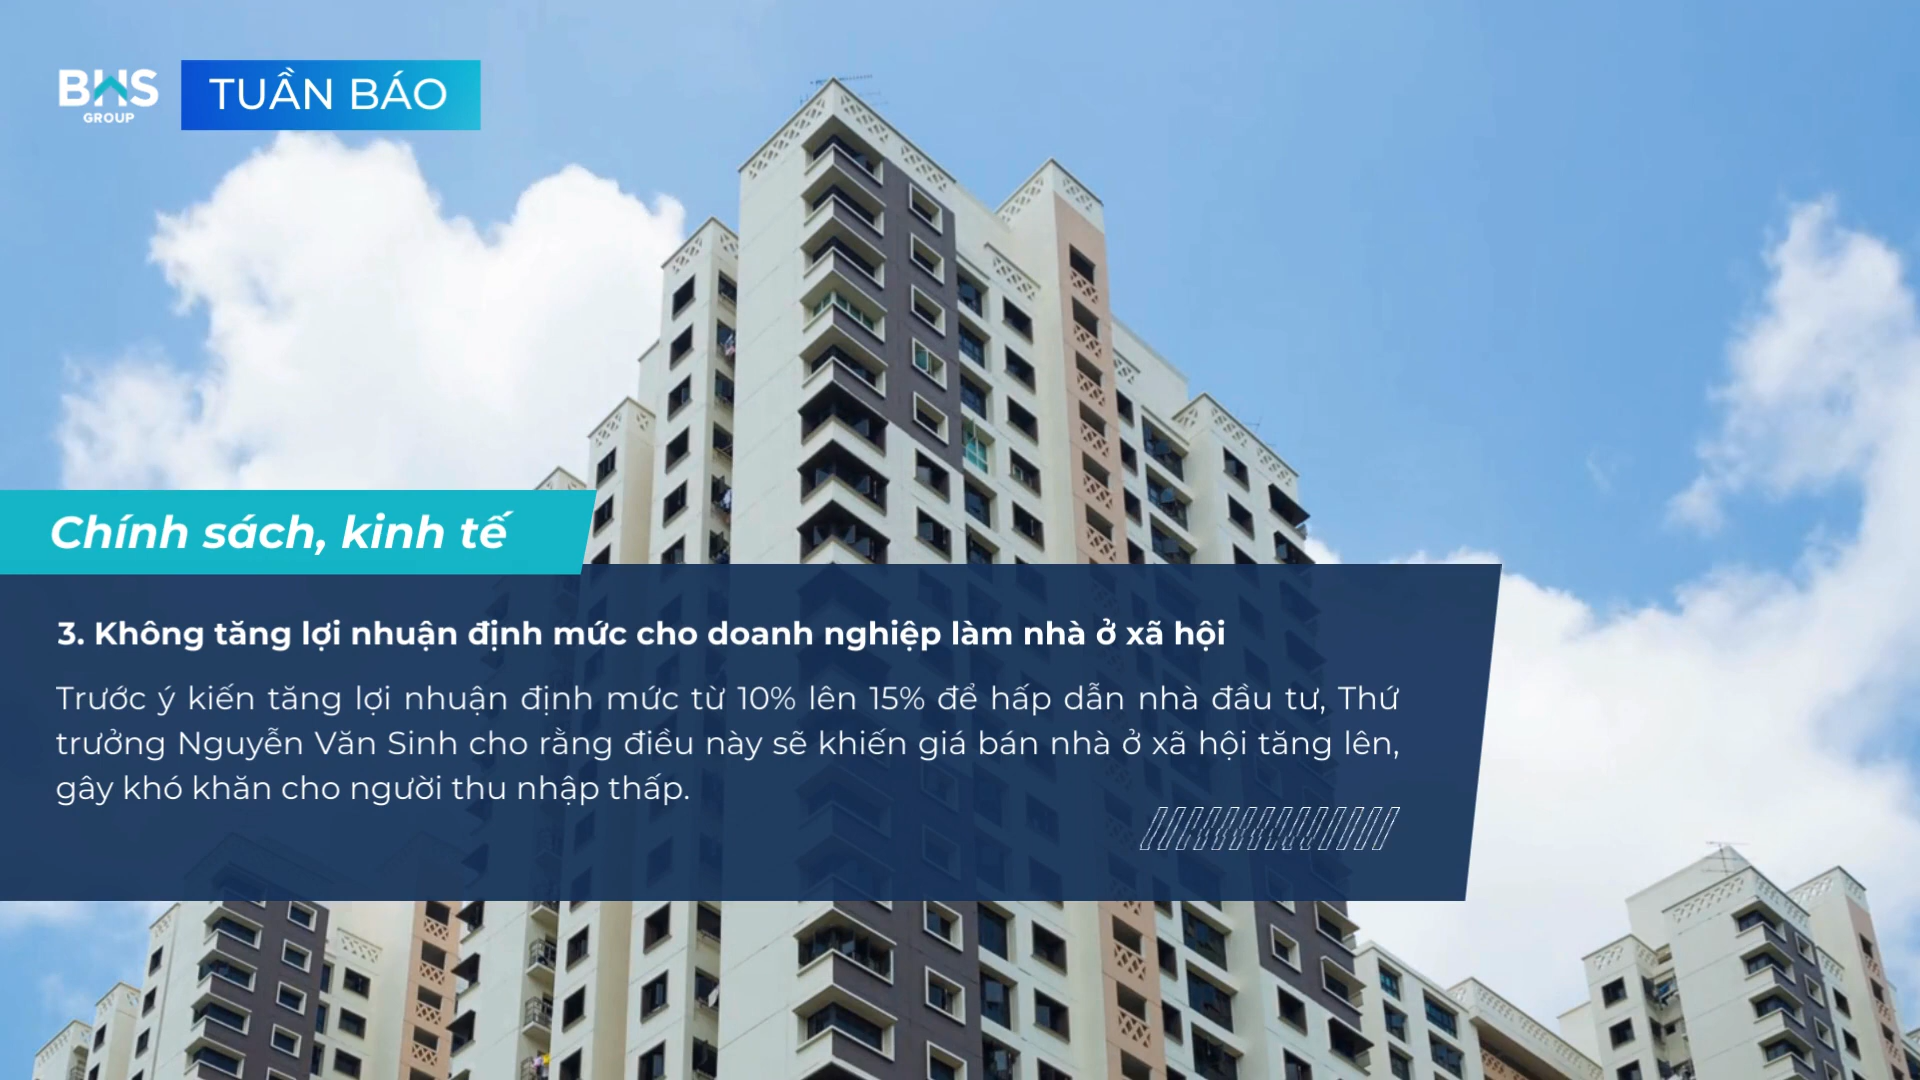 BHS
GROUP
TUẦN BÁO
Chính sách, kinh tế
3. Không tăng lợi nhuận định mức cho doanh nghiệp làm nhà ở xã hội
Trước ý kiến tăng lợi nhuận định mức từ 10% lên 15% để hấp dẫn nhà đầu tư, Thứ
trưởng Nguyễn Văn Sinh cho rằng điều này sẽ khiến giá bán nhà ở xã hội tăng lên,
gây khó khăn cho người thu nhập thấp.